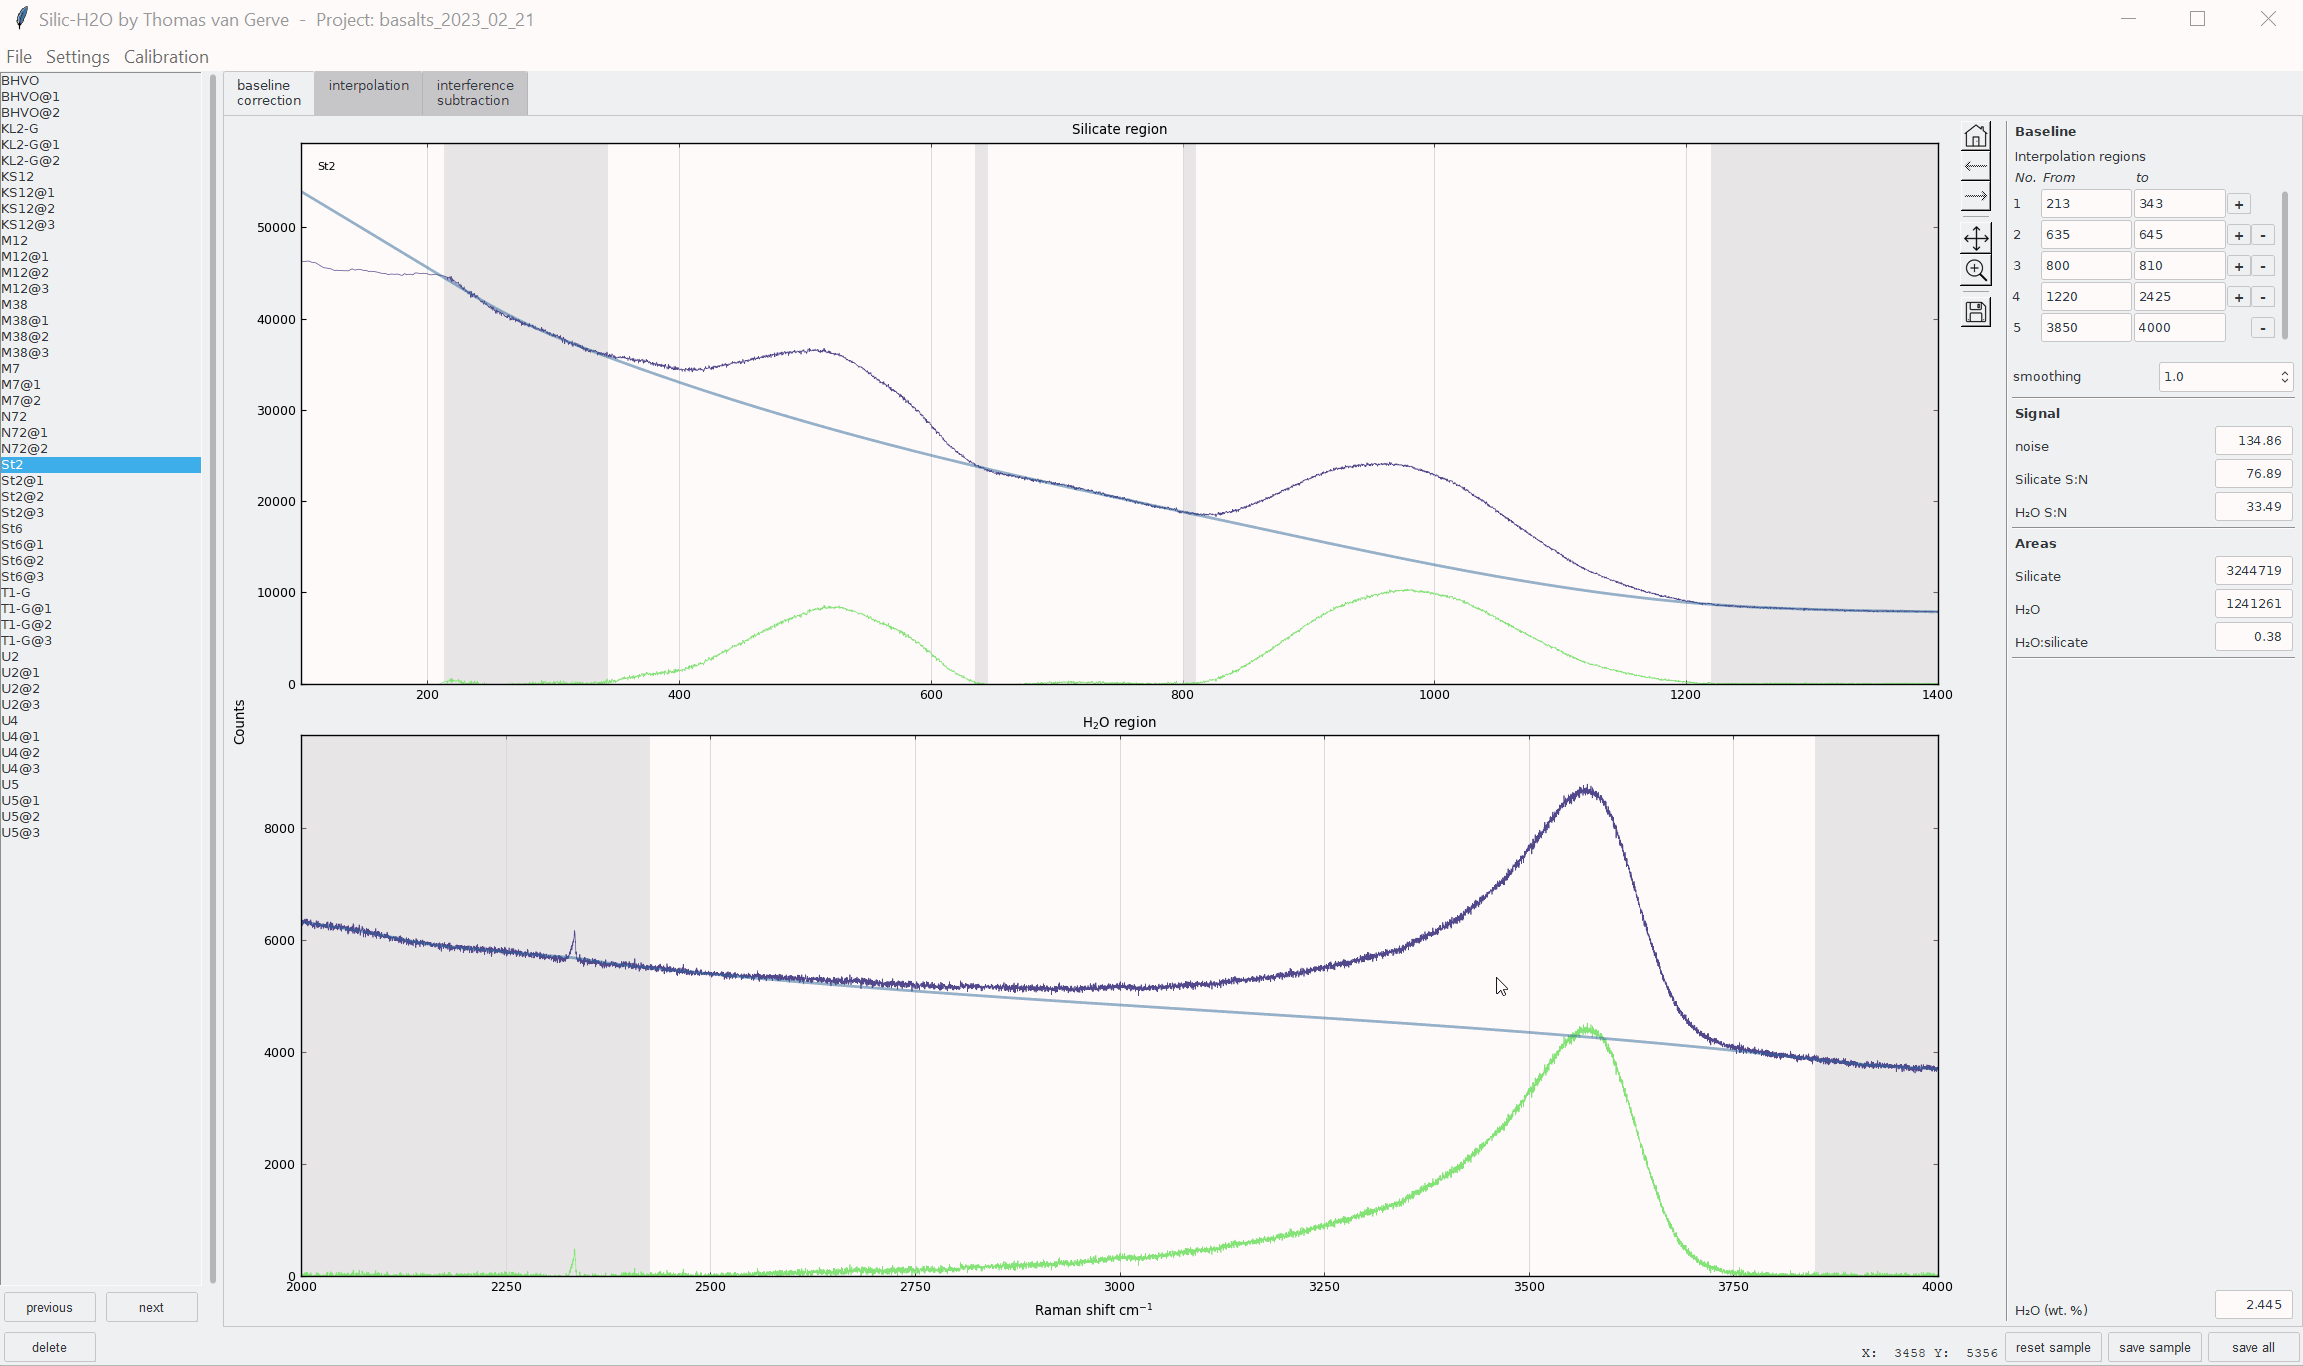 Silic-H2O by Thomas van Gerve - Project: basalts_2023_02_21
File Settings Calibration
BHVO
BHVO@1
BHVO@2
KL2-G
KL2-G@1
KL2-G@2
KS12
KS12@1
KS12@2
KS12@3
M12
M12@1
M12@2
M12@3
M38
M38@1
M38@2
M38@3
M7
M7@1
M7@2
N72
N72@1
N72@2
St2
St2@1
St2@2
St2@3
St6
St6@1
St6@2
St6@3
T1-G
T1-G@1
T1-G@2
T1-G@3
U2
U2@1
U2@2
U2@3
U4
U4@1
U4@2
U4@3
U5
U5@1
U5@2
U5@3
previous next
delete
baseline
correction
interpolation
interference
subtraction
Silicate region
St2
50000
40000
30000
20000
10000
0
200 400 600 800 1000 1200 1400
Counts
H₂O region
8000
6000
4000
2000
0
2000 2250 2500 2750 3000 3250 3500 3750 4000
Raman shift cm⁻¹
Baseline
Interpolation regions
No. From to
1 213 343 +
2 635 645 + -
3 800 810 + -
4 1220 2425 + -
5 3850 4000 -
smoothing 1.0
Signal
noise 134.86
Silicate S:N 76.89
H₂O S:N 33.49
Areas
Silicate 3244719
H₂O 1241261
H₂O:silicate 0.38
H₂O (wt. %) 2.445
X: 3458 Y: 5356 reset sample save sample save all